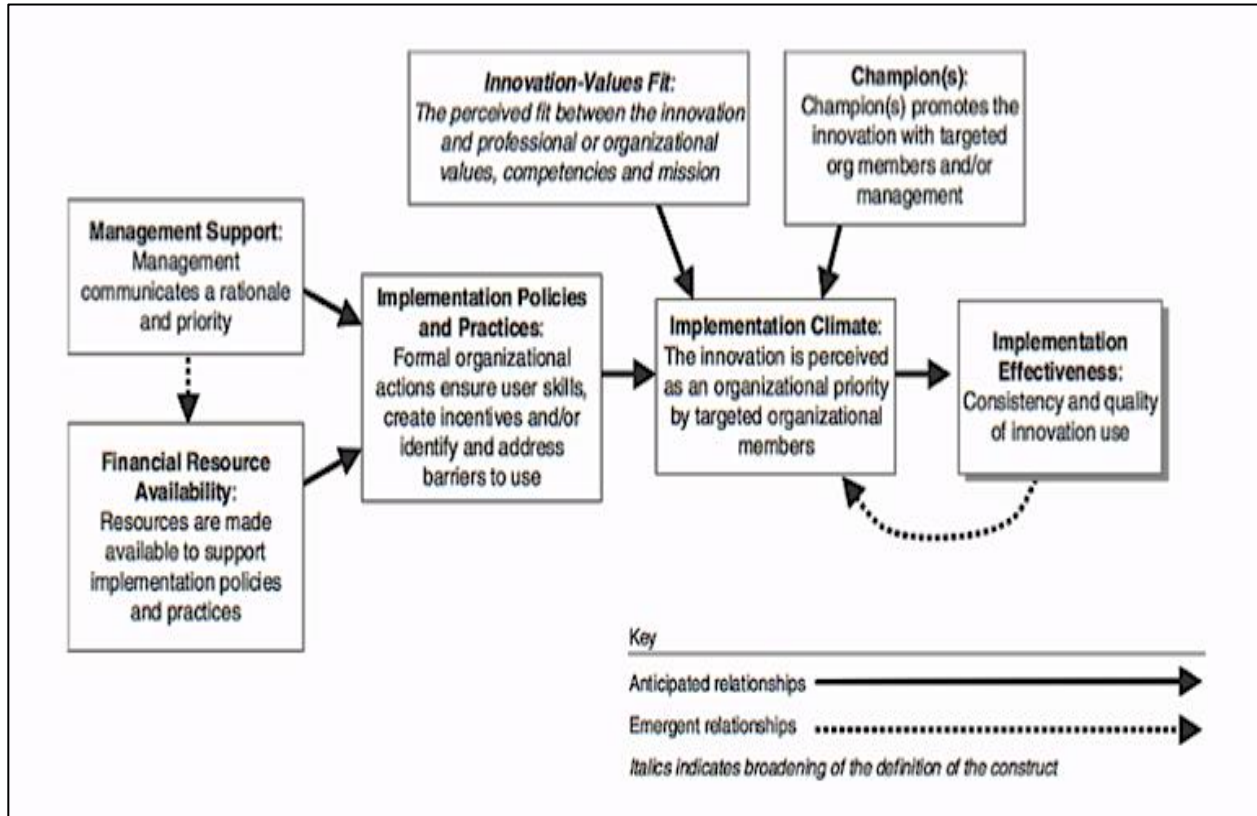 Innovation-Values Fit:
The perceived fit between the innovation
and professional or organizational
values, competencies and mission
Champion(s):
Champion(s) promotes the
innovation with targeted
org members and/or
management
Management Support:
Management
communicates a rationale
and priority
Financial Resource
Availability:
Resources are made
available to support
implementation policies
and practices
Implementation Policies
and Practices:
Formal organizational
actions ensure user skills,
create incentives and/or
identify and address
barriers to use
Implementation Climate:
The innovation is perceived
as an organizational priority
by targeted organizational
members
Implementation
Effectiveness:
Consistency and quality
of innovation use
Key
Anticipated relationships
Emergent relationships
Italics indicates broadening of the definition of the construct